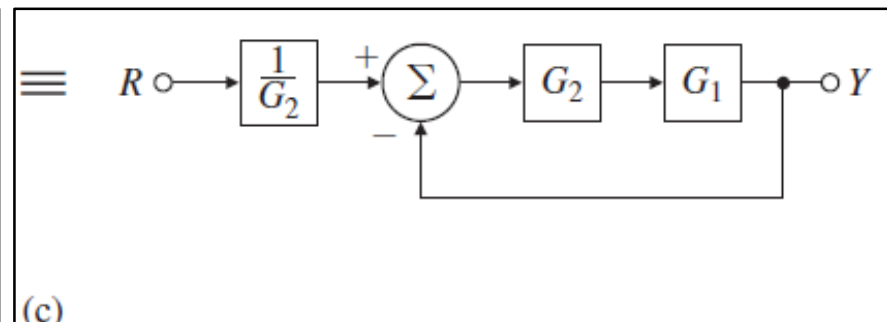 ≡ R 1/G₂ + Σ − G₂ G₁ Y
(c)